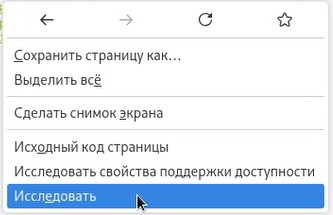 Сохранить страницу как…
Выделить всё
Сделать снимок экрана
Исходный код страницы
Исследовать свойства поддержки доступности
Исследовать